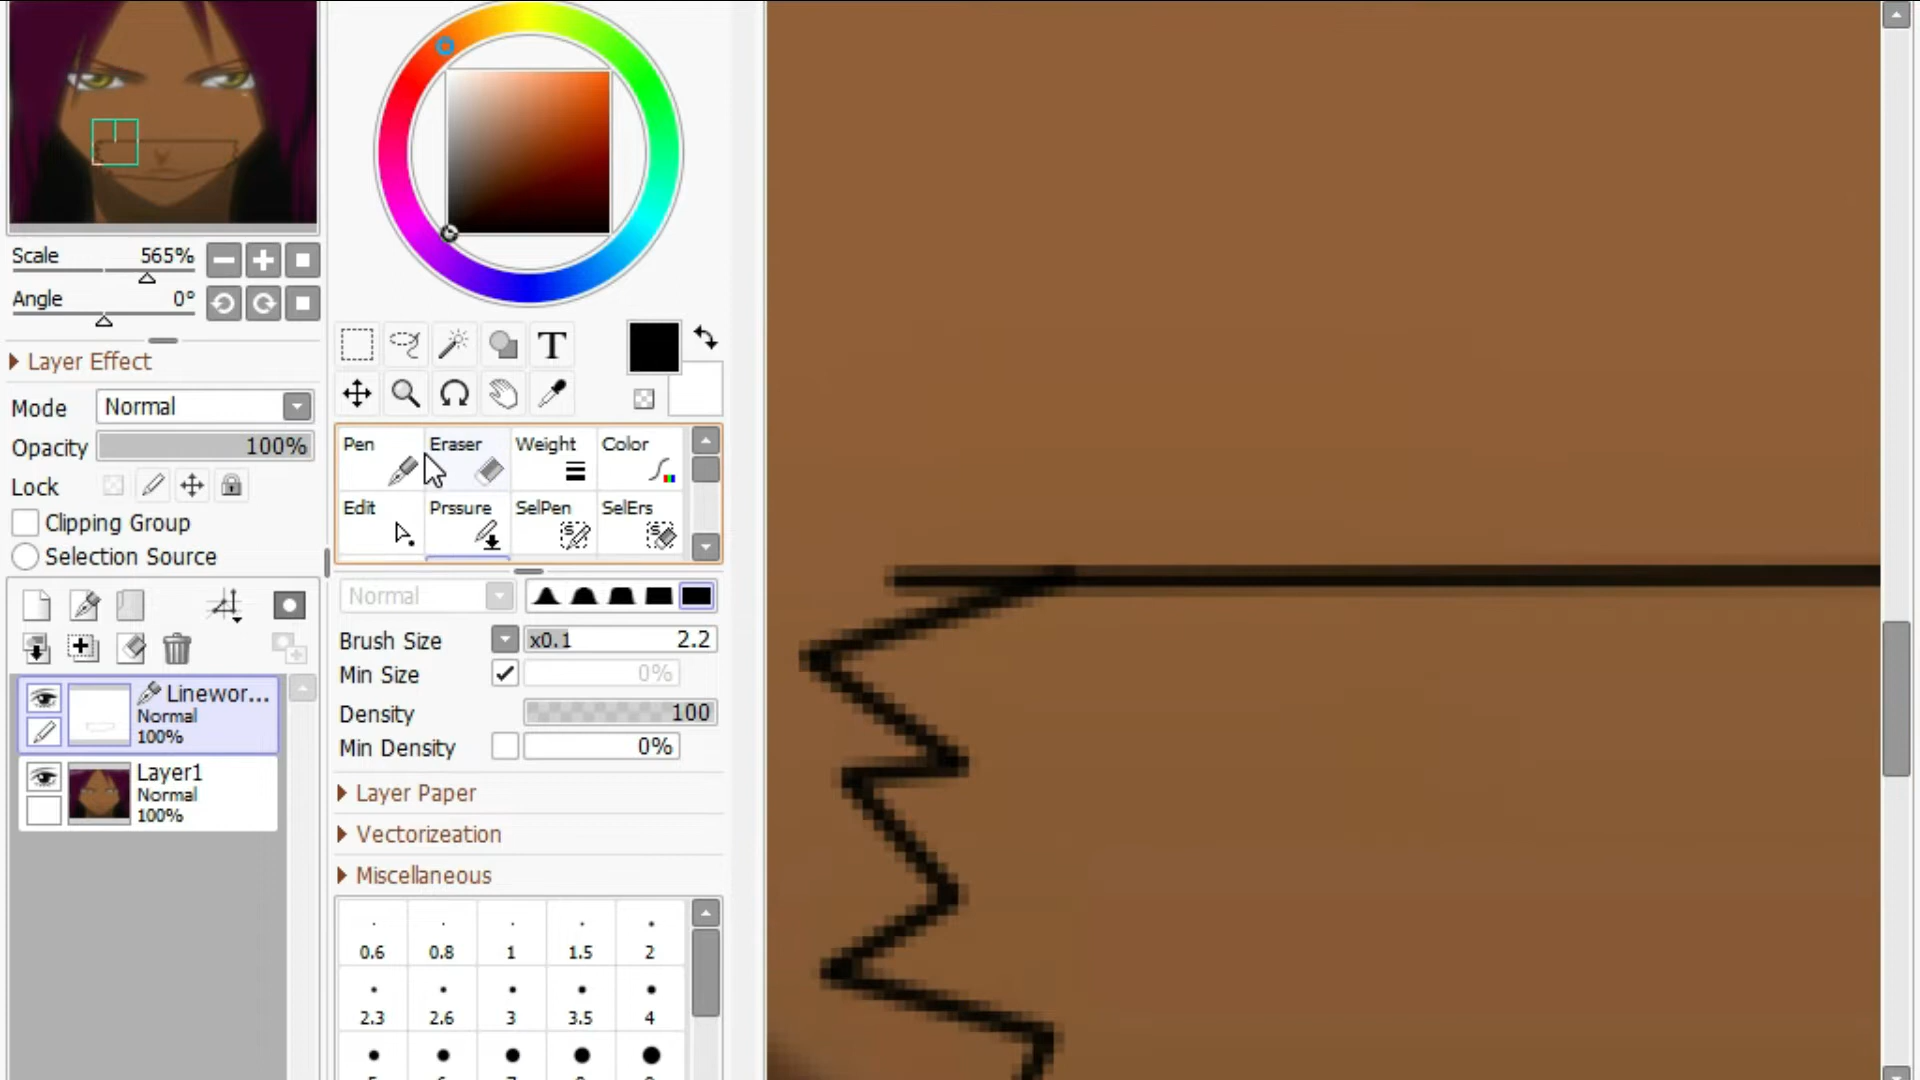 Scale 565%
Angle 0°
Layer Effect
Mode Normal
Opacity 100%
Lock
Clipping Group
Selection Source
Linewor...
Normal
100%
Layer1
Normal
100%
T
Pen Eraser Weight Color
Edit Prssure SelPen SelErs
Normal
Brush Size x0.1 2.2
Min Size 0%
Density 100
Min Density 0%
Layer Paper
Vectorizeation
Miscellaneous
0.6 0.8 1 1.5 2
2.3 2.6 3 3.5 4